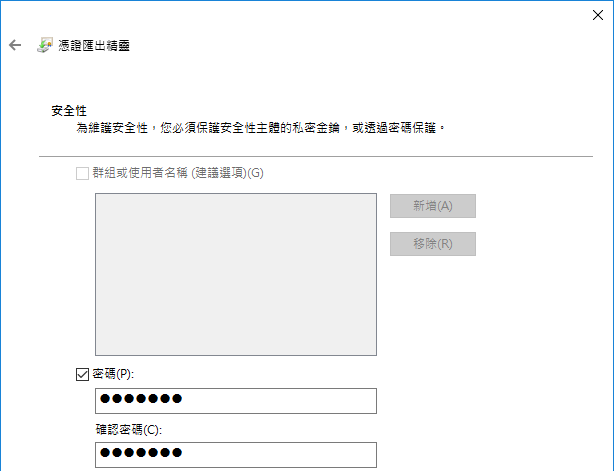 憑證匯出精靈
安全性
為維護安全性，您必須保護安全性主體的私密金鑰，或透過密碼保護。
群組或使用者名稱 (建議選項)(G)
新增(A)
移除(R)
密碼(P):
●●●●●●●
確認密碼(C):
●●●●●●●